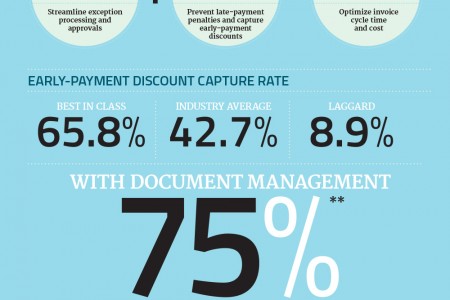 Streamline exception
processing and
approvals
Prevent late-payment
penalties and capture
early-payment
discounts
Optimize invoice
cycle time
and cost
EARLY-PAYMENT DISCOUNT CAPTURE RATE
BEST IN CLASS
65.8%
INDUSTRY AVERAGE
42.7%
LAGGARD
8.9%
WITH DOCUMENT MANAGEMENT
75%**